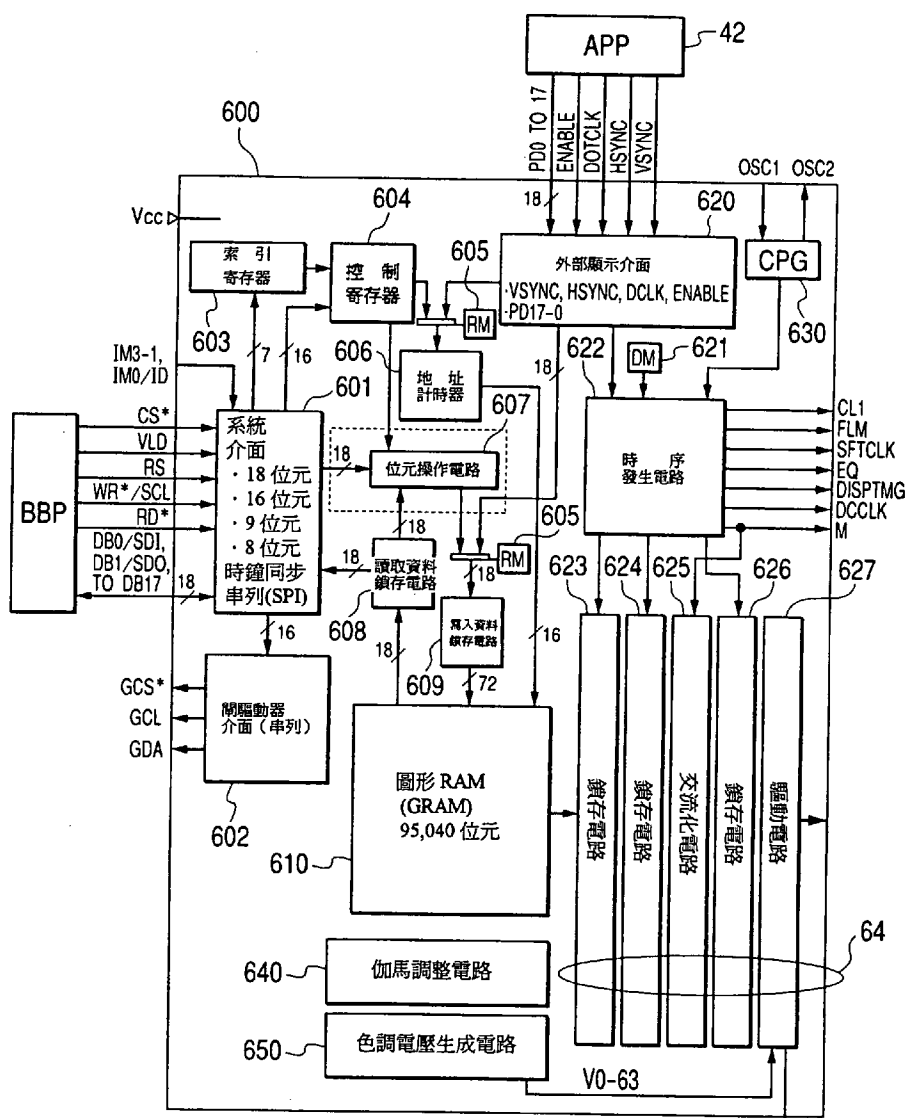 APP
42
600
PD0 TO 17
ENABLE
DOTCLK
HSYNC
VSYNC
OSC1 OSC2
18
Vcc
604
620
索引
寄存器
控制
寄存器
605
外部顯示介面
·VSYNC, HSYNC, DCLK, ENABLE
·PD17-0
CPG
603
RM
630
7
16
606
18
622
DM
621
IM3-1,
IM0/ID
601
地址
計時器
607
CS*
VLD
RS
WR*/SCL
RD*
DB0/SDI,
DB1/SDO,
TO DB17
18
BBP
系統
介面
·18位元
·16位元
·9位元
·8位元
時鐘同步
串列(SPI)
18
位元操作電路
時序
發生電路
CL1
FLM
SFTCLK
EQ
DISPTMG
DCCLK
M
18
18
讀取資料
鎖存電路
608
18
RM
605
623
624
625
626
627
16
18
寫入資料
鎖存電路
609
72
16
GCS*
GCL
GDA
閘驅動器
介面(串列)
602
圖形 RAM
(GRAM)
95,040 位元
610
鎖存電路
鎖存電路
交流化電路
鎖存電路
驅動電路
640
伽馬調整電路
64
650
色調電壓生成電路
V0-63